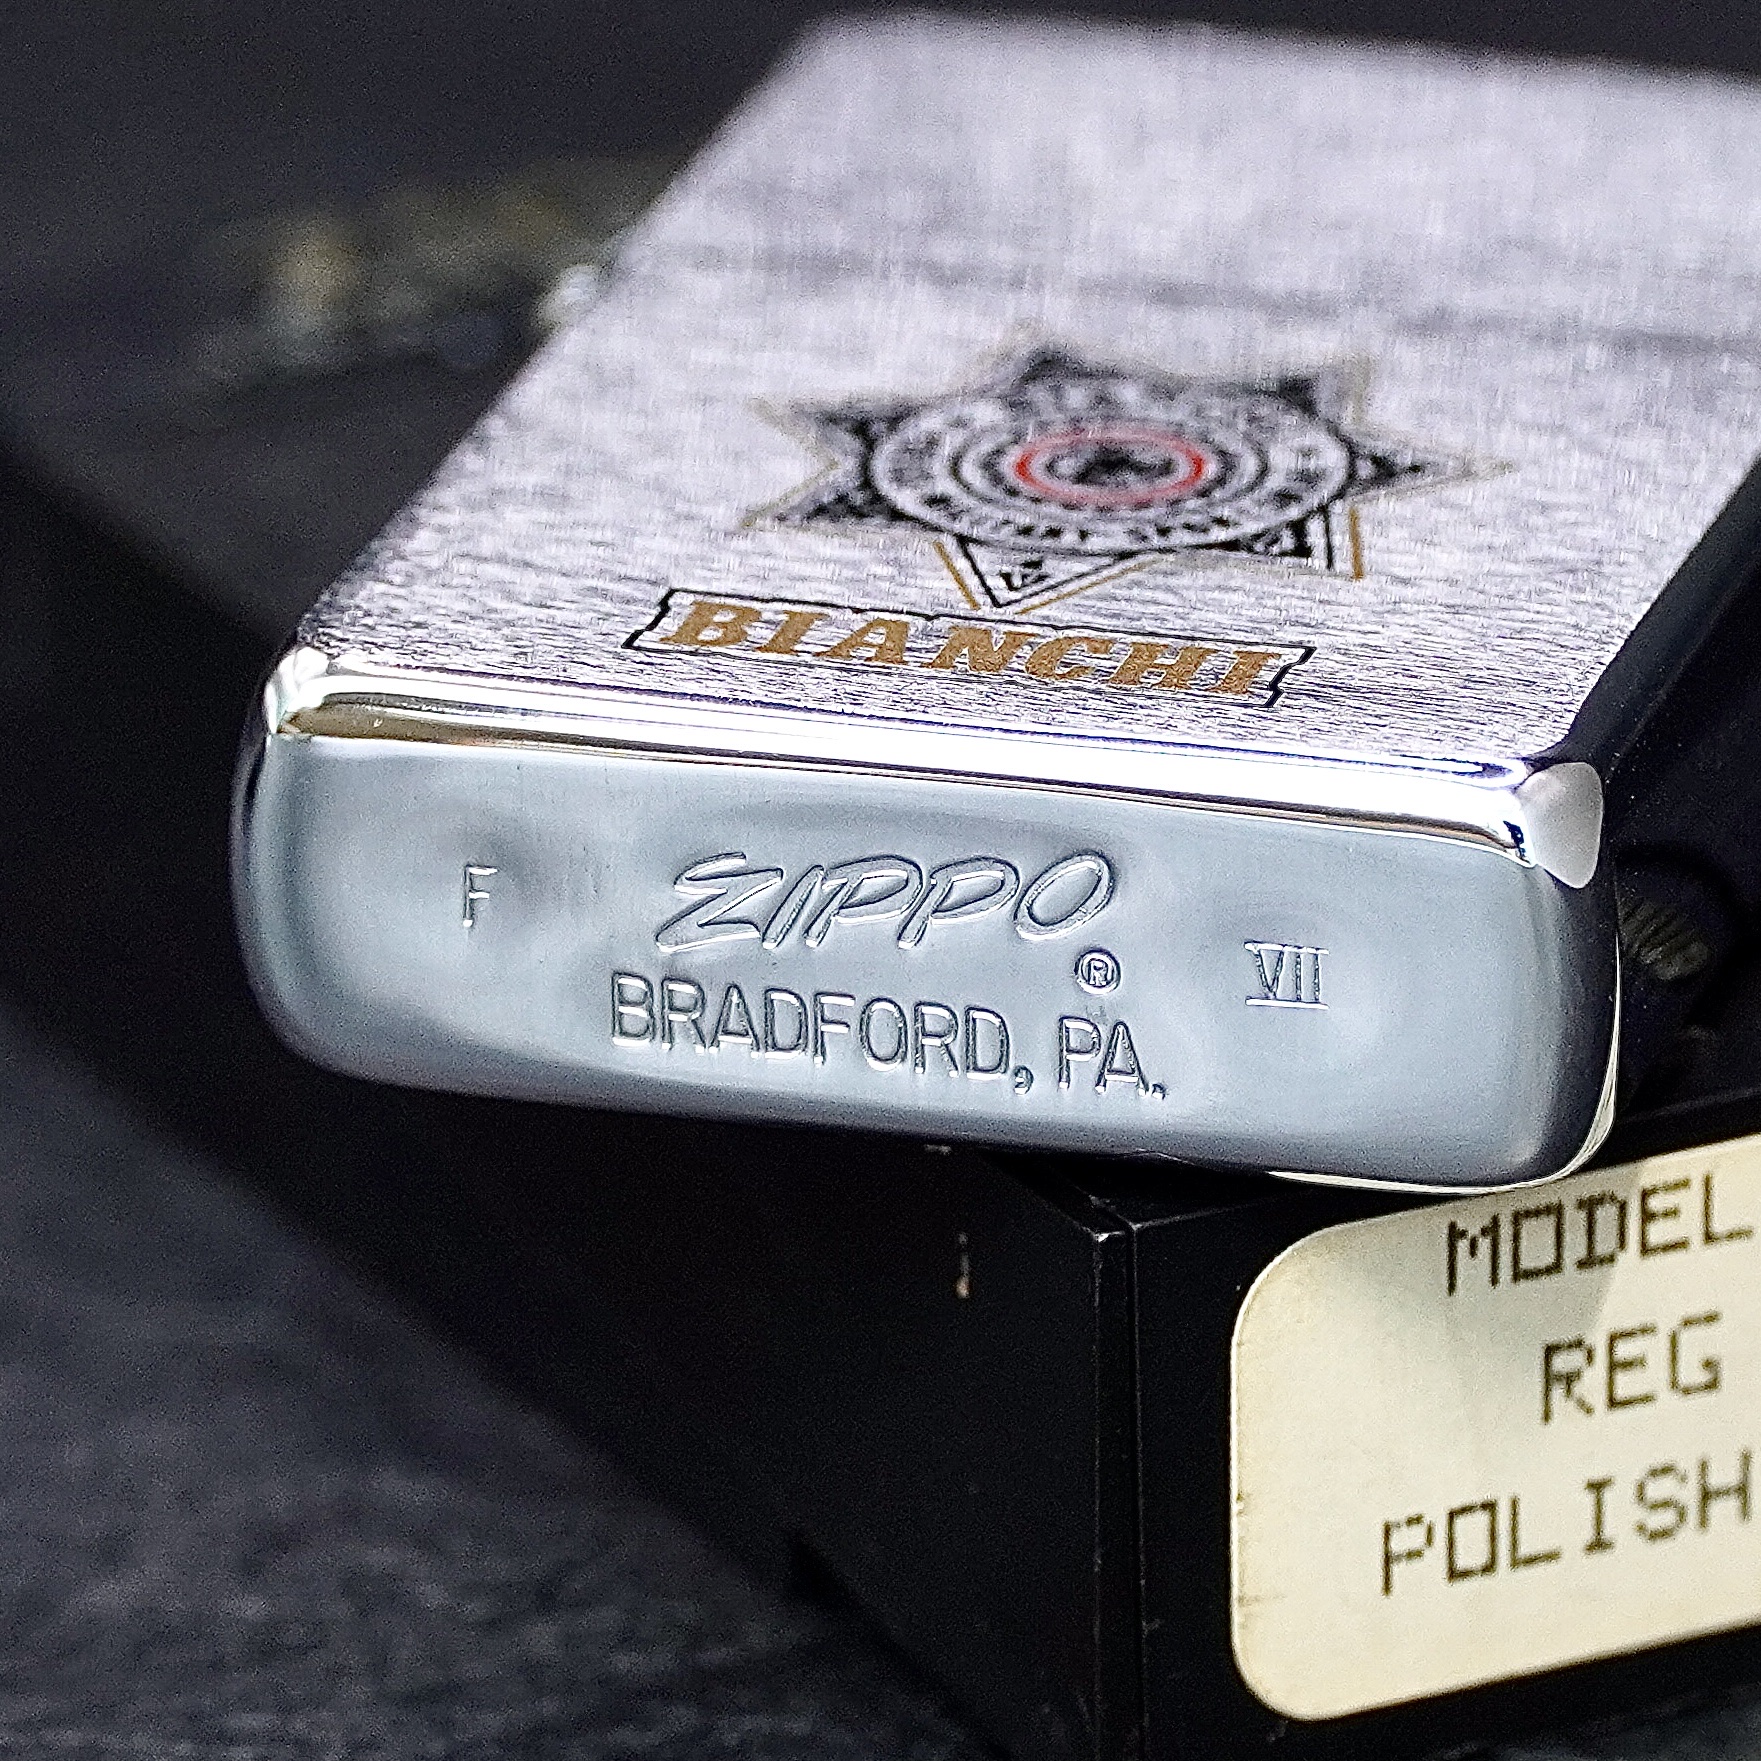 BIANCHI
F ZIPPO ® VII
BRADFORD, PA.
MODEL
REG
POLISH